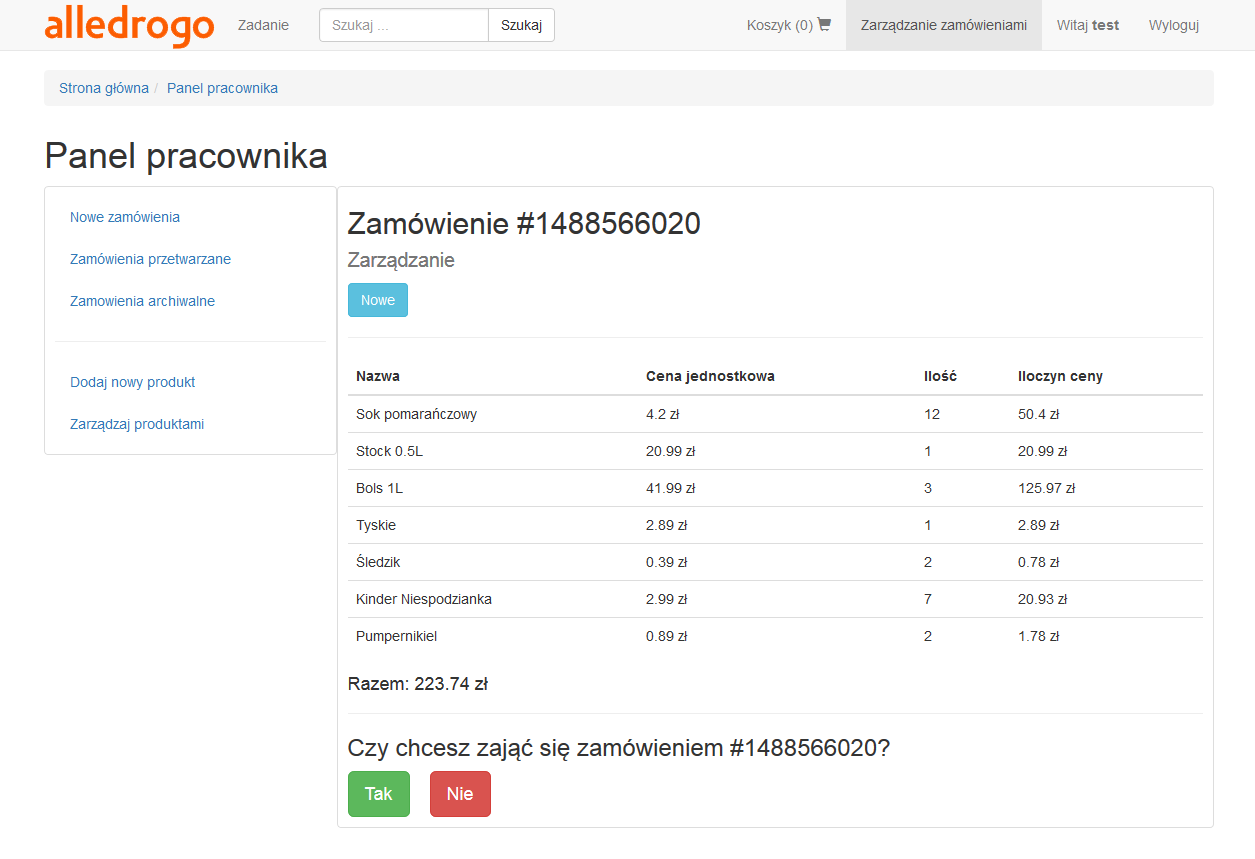 alledrogo Zadanie Szukaj ... Szukaj Koszyk (0) Zarządzanie zamówieniami Witaj test Wyloguj
Strona główna / Panel pracownika
Panel pracownika
Nowe zamówienia
Zamówienia przetwarzane
Zamowienia archiwalne
Dodaj nowy produkt
Zarządzaj produktami
Zamówienie #1488566020
Zarządzanie
Nowe
Nazwa Cena jednostkowa Ilość Iloczyn ceny
Sok pomarańczowy 4.2 zł 12 50.4 zł
Stock 0.5L 20.99 zł 1 20.99 zł
Bols 1L 41.99 zł 3 125.97 zł
Tyskie 2.89 zł 1 2.89 zł
Śledzik 0.39 zł 2 0.78 zł
Kinder Niespodzianka 2.99 zł 7 20.93 zł
Pumpernikiel 0.89 zł 2 1.78 zł
Razem: 223.74 zł
Czy chcesz zająć się zamówieniem #1488566020?
Tak Nie